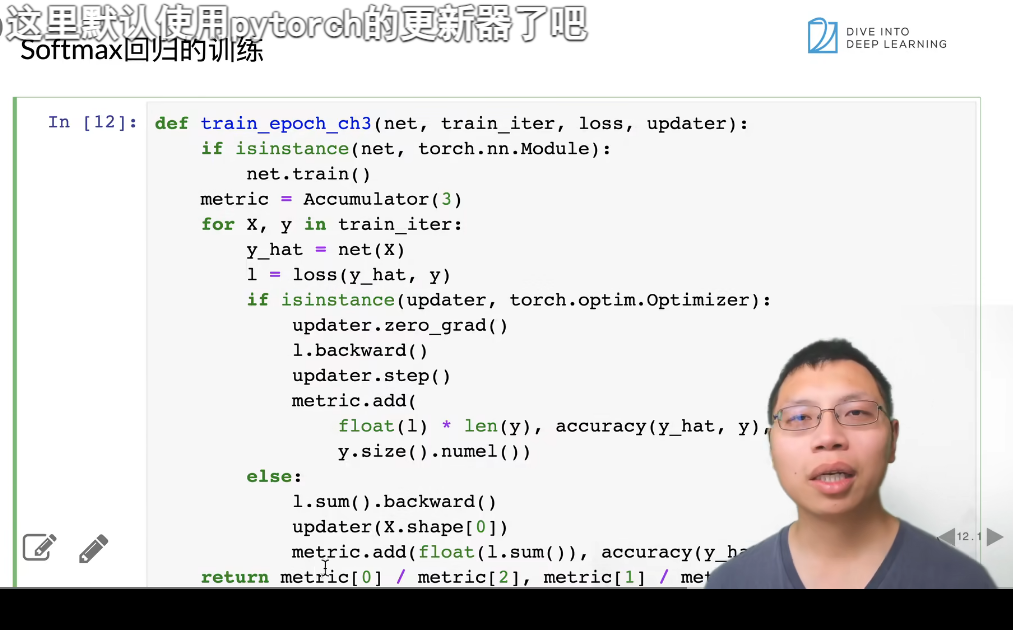 )这里默认使用pytorch的更新器了吧
Softmax回归的训练
DIVE INTO
DEEP LEARNING
In [12]:
def train_epoch_ch3(net, train_iter, loss, updater):
    if isinstance(net, torch.nn.Module):
        net.train()
    metric = Accumulator(3)
    for X, y in train_iter:
        y_hat = net(X)
        l = loss(y_hat, y)
        if isinstance(updater, torch.optim.Optimizer):
            updater.zero_grad()
            l.backward()
            updater.step()
            metric.add(
                float(l) * len(y), accuracy(y_hat, y),
                y.size().numel())
        else:
            l.sum().backward()
            updater(X.shape[0])
            metric.add(float(l.sum()), accuracy(y_ha
    return metric[0] / metric[2], metric[1] / met
12.1